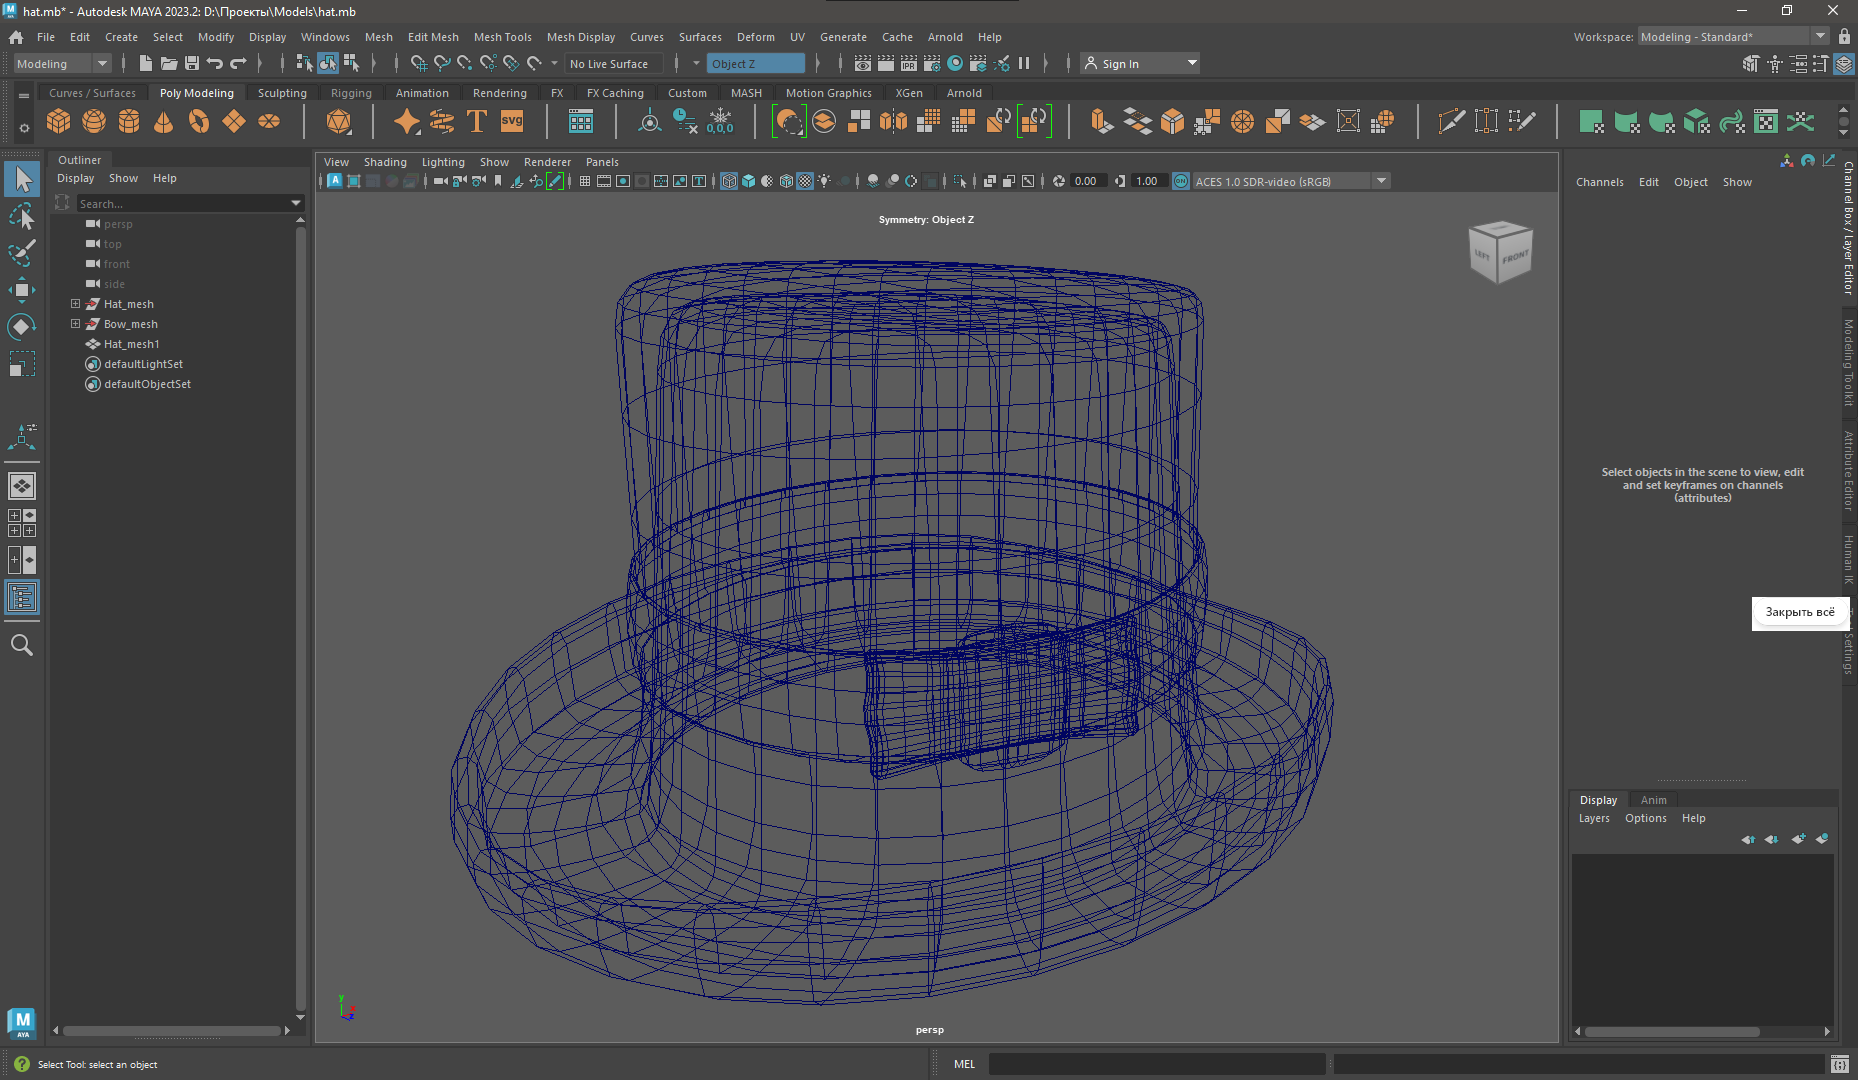 hat.mb* - Autodesk MAYA 2023.2: D:\Проекты\Models\hat.mb
File Edit Create Select Modify Display Windows Mesh Edit Mesh Mesh Tools Mesh Display Curves Surfaces Deform UV Generate Cache Arnold Help
Workspace: Modeling - Standard*
Modeling No Live Surface Object Z Sign In
Curves / Surfaces Poly Modeling Sculpting Rigging Animation Rendering FX FX Caching Custom MASH Motion Graphics XGen Arnold
Outliner
Display Show Help
Search...
persp
top
front
side
Hat_mesh
Bow_mesh
Hat_mesh1
defaultLightSet
defaultObjectSet
View Shading Lighting Show Renderer Panels
0.00 1.00 ACES 1.0 SDR-video (sRGB)
Symmetry: Object Z
LEFT FRONT
persp
Channels Edit Object Show
Select objects in the scene to view, edit
and set keyframes on channels
(attributes)
Channel Box / Layer Editor
Modeling Toolkit
Attribute Editor
Human IK
Settings
Закрыть всё
Display Anim
Layers Options Help
Select Tool: select an object
MEL